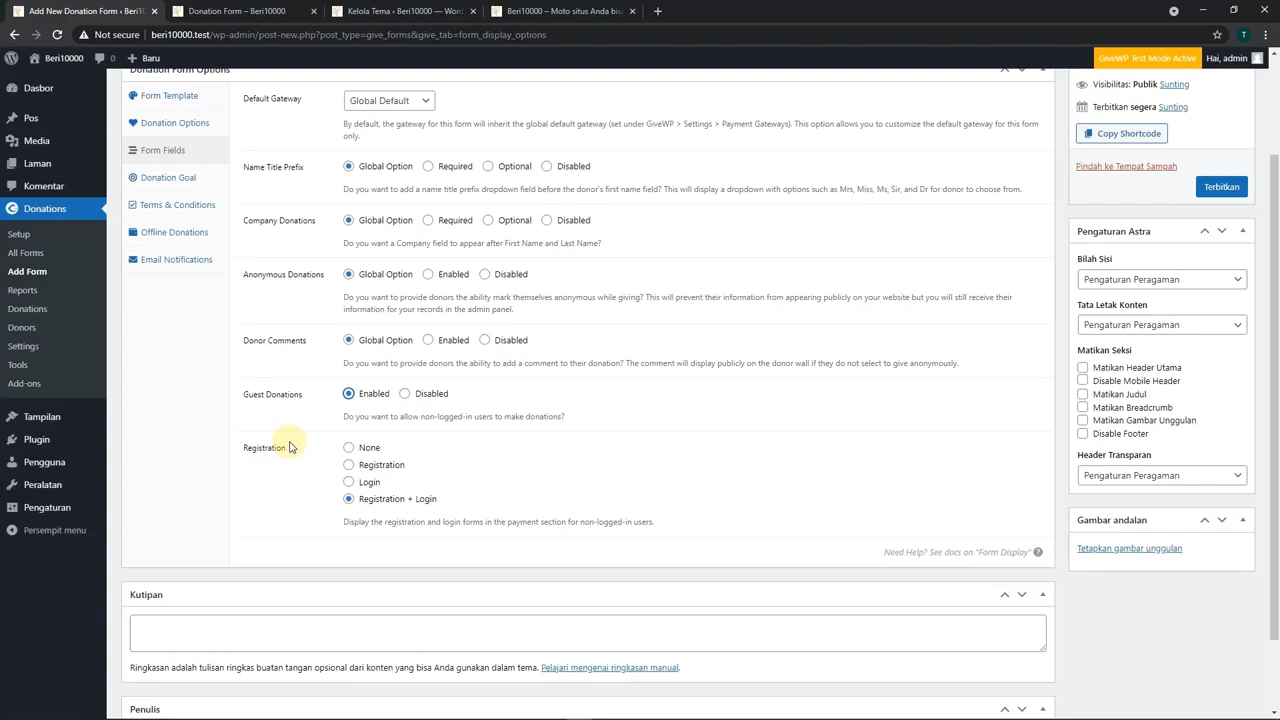 Add New Donation Form ‹ Beri10
Donation Form – Beri10000
Kelola Tema ‹ Beri10000 — Word
Beri10000 – Moto situs Anda bisa
Not secure
beri10000.test/wp-admin/post-new.php?post_type=give_forms&give_tab=form_display_options
T
Beri10000
0
Baru
GiveWP Test Mode Active
Hai, admin
Dasbor
Pos
Media
Laman
Komentar
Donations
Setup
All Forms
Add Form
Reports
Donations
Donors
Settings
Tools
Add-ons
Tampilan
Plugin
Pengguna
Peralatan
Pengaturan
Persempit menu
Donation Form Options
Form Template
Donation Options
Form Fields
Donation Goal
Terms & Conditions
Offline Donations
Email Notifications
Default Gateway
Global Default
By default, the gateway for this form will inherit the global default gateway (set under GiveWP > Settings > Payment Gateways). This option allows you to customize the default gateway for this form
only.
Name Title Prefix
Global Option Required Optional Disabled
Do you want to add a name title prefix dropdown field before the donor's first name field? This will display a dropdown with options such as Mrs, Miss, Ms, Sir, and Dr for donor to choose from.
Company Donations
Global Option Required Optional Disabled
Do you want a Company field to appear after First Name and Last Name?
Anonymous Donations
Global Option Enabled Disabled
Do you want to provide donors the ability mark themselves anonymous while giving? This will prevent their information from appearing publicly on your website but you will still receive their
information for your records in the admin panel.
Donor Comments
Global Option Enabled Disabled
Do you want to provide donors the ability to add a comment to their donation? The comment will display publicly on the donor wall if they do not select to give anonymously.
Guest Donations
Enabled Disabled
Do you want to allow non-logged-in users to make donations?
Registration
None
Registration
Login
Registration + Login
Display the registration and login forms in the payment section for non-logged-in users.
Need Help? See docs on "Form Display"
Kutipan
Ringkasan adalah tulisan ringkas buatan tangan opsional dari konten yang bisa Anda gunakan dalam tema. Pelajari mengenai ringkasan manual.
Penulis
Visibilitas: Publik Sunting
Terbitkan segera Sunting
Copy Shortcode
Pindah ke Tempat Sampah
Terbitkan
Pengaturan Astra
Bilah Sisi
Pengaturan Peragaman
Tata Letak Konten
Pengaturan Peragaman
Matikan Seksi
Matikan Header Utama
Disable Mobile Header
Matikan Judul
Matikan Breadcrumb
Matikan Gambar Unggulan
Disable Footer
Header Transparan
Pengaturan Peragaman
Gambar andalan
Tetapkan gambar unggulan